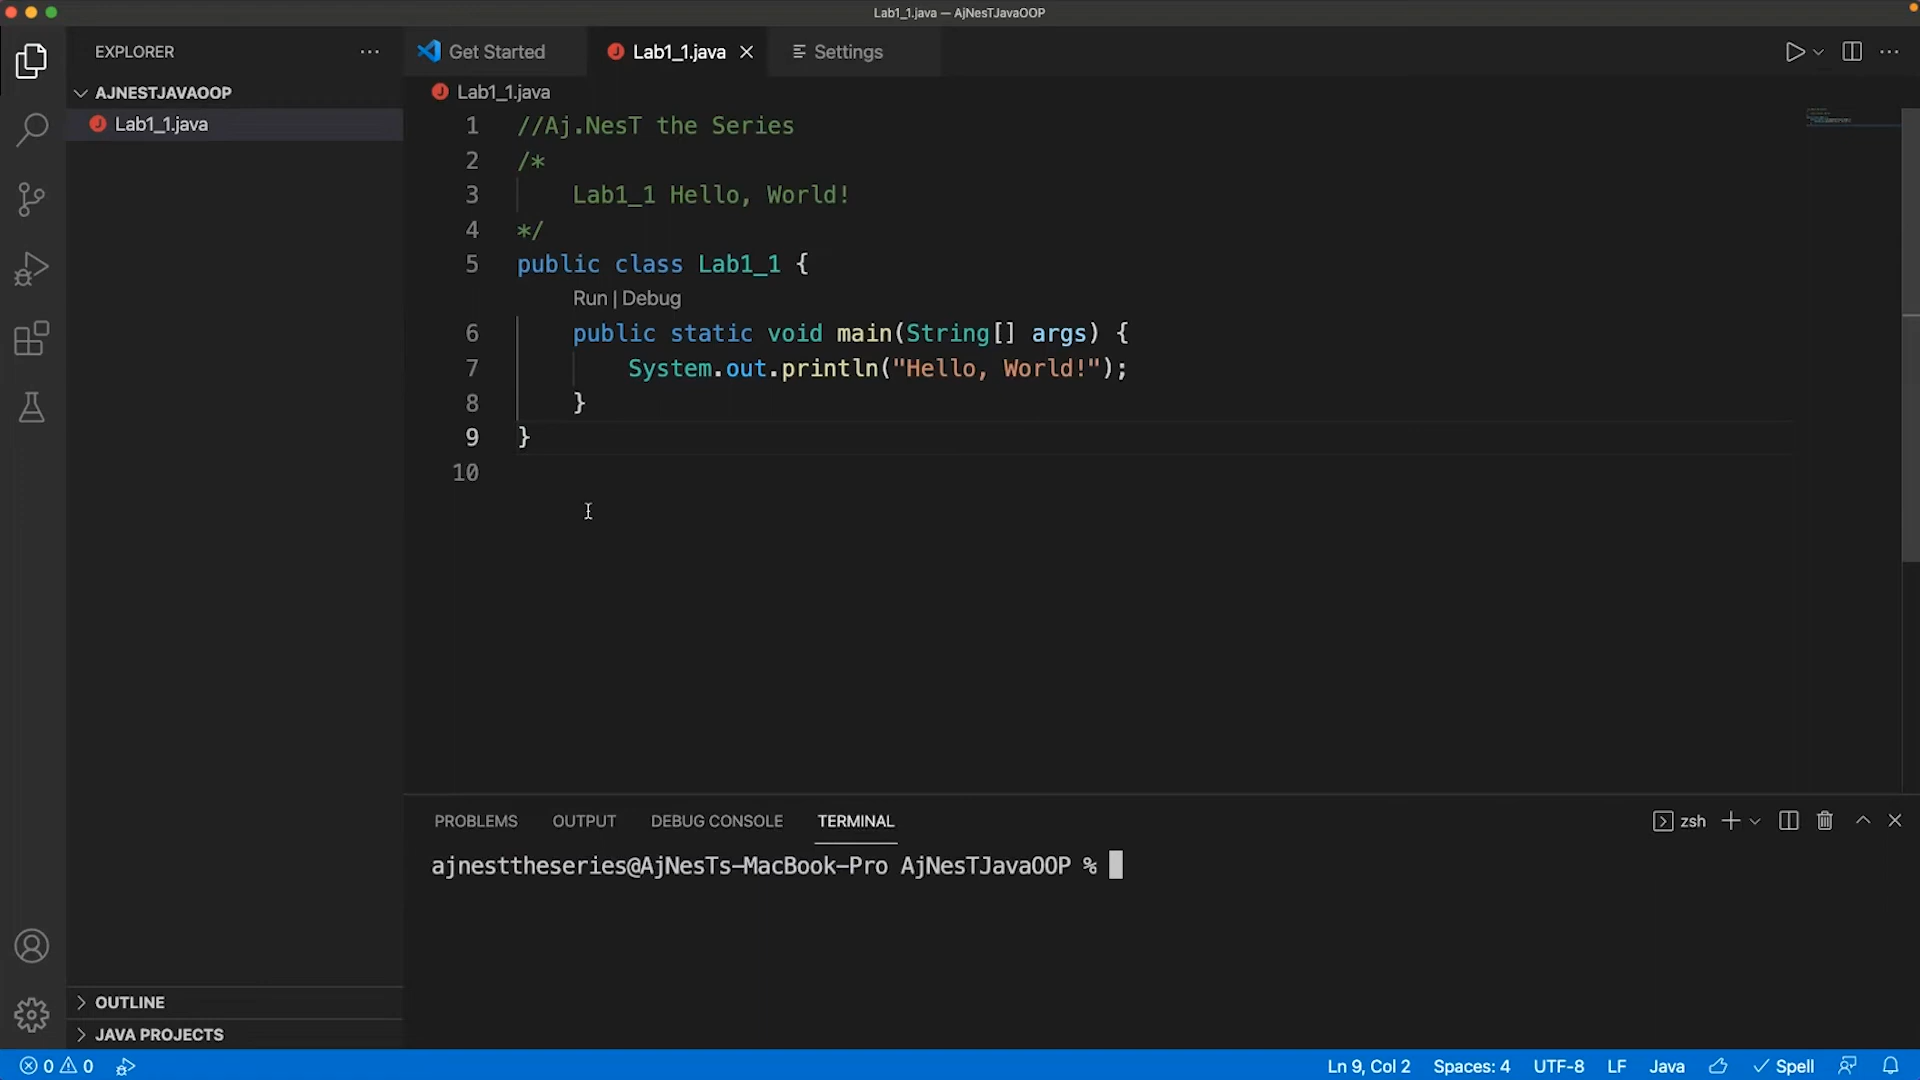 Lab1_1.java — AjNesTJavaOOP
EXPLORER
AJNESTJAVAOOP
Lab1_1.java
Get Started
Lab1_1.java
Settings
Lab1_1.java
1 //Aj.NesT the Series
2 /*
3 Lab1_1 Hello, World!
4 */
5 public class Lab1_1 {
Run | Debug
6 public static void main(String[] args) {
7 System.out.println("Hello, World!");
8 }
9 }
10
PROBLEMS OUTPUT DEBUG CONSOLE TERMINAL
zsh
ajnesttheseries@AjNesTs-MacBook-Pro AjNesTJavaOOP %
OUTLINE
JAVA PROJECTS
0 0
Ln 9, Col 2 Spaces: 4 UTF-8 LF Java Spell